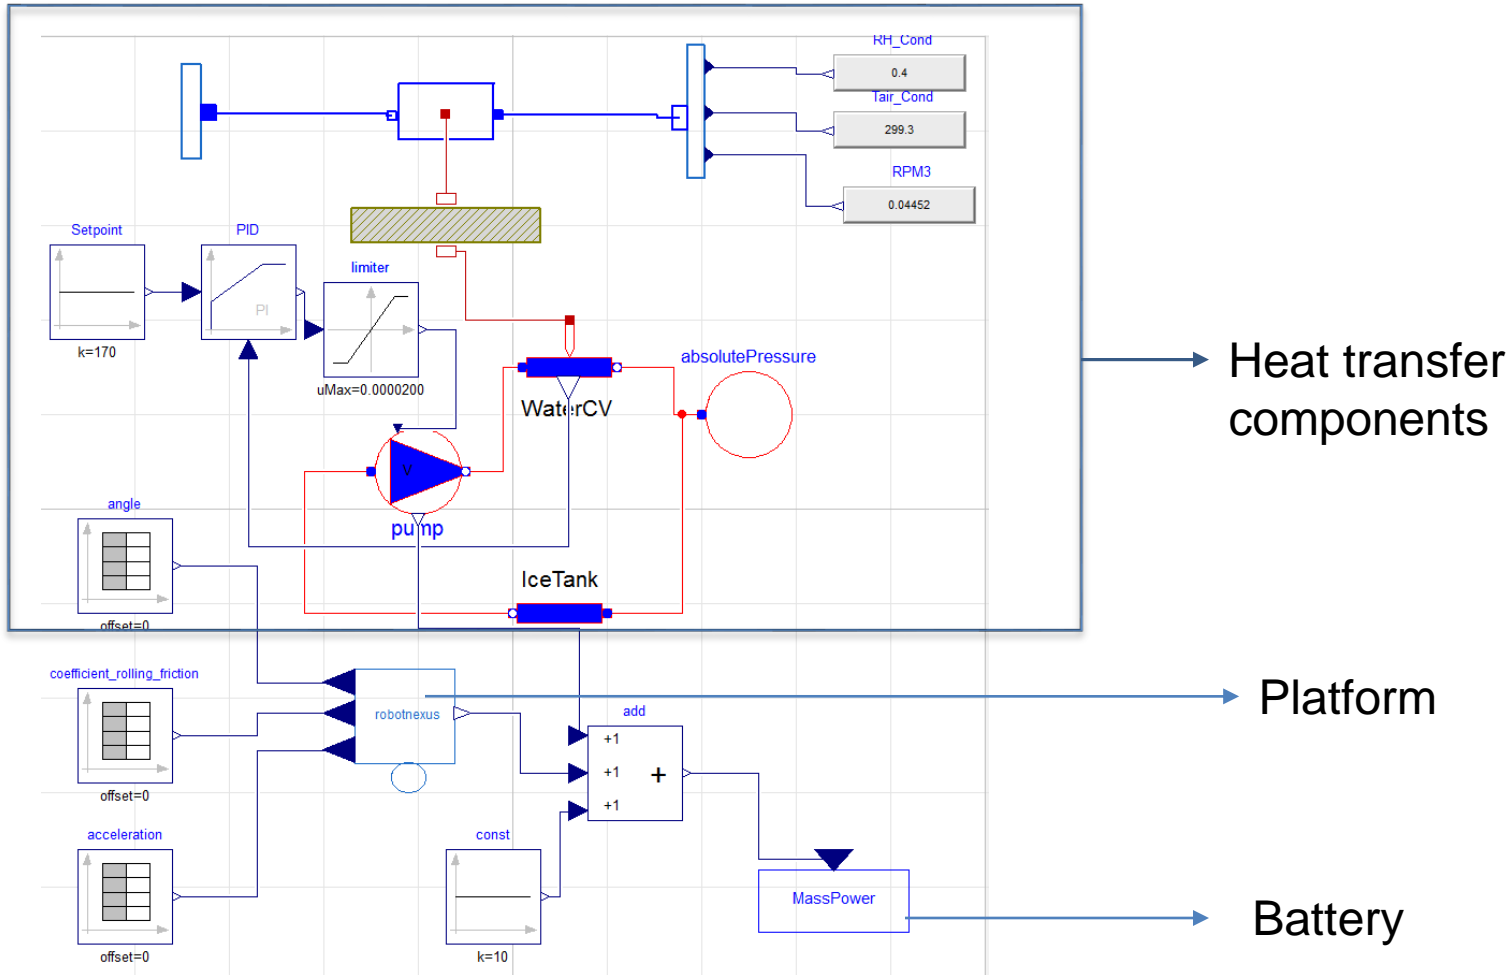 RH_Cond
0.4
Tair_Cond
299.3
RPM3
0.04452
Setpoint
k=170
PID
PI
limiter
uMax=0.0000200
absolutePressure
WaterCV
V
pump
IceTank
angle
offset=0
Heat transfer
components
coefficient_rolling_friction
offset=0
robotnexus
Platform
add
+1
+1
+
+1
acceleration
offset=0
const
k=10
MassPower
Battery